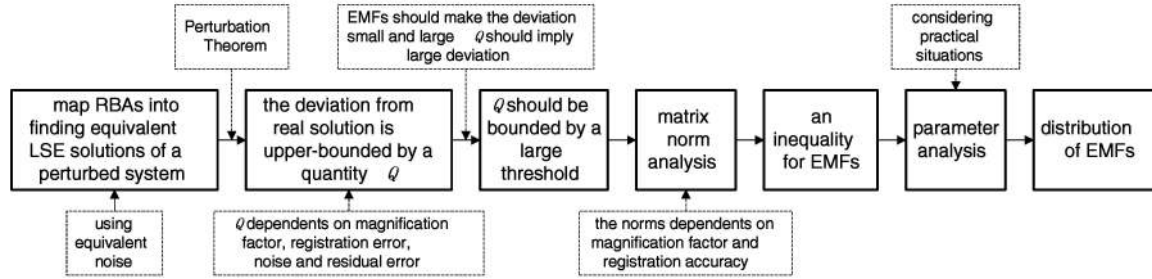 Perturbation
Theorem
EMFs should make the deviation
small and large Q should imply
large deviation
considering
practical
situations
map RBAs into
finding equivalent
LSE solutions of a
perturbed system
the deviation from
real solution is
upper-bounded by a
quantity Q
Q should be
bounded by a
large
threshold
matrix
norm
analysis
an
inequality
for EMFs
parameter
analysis
distribution
of EMFs
using
equivalent
noise
Q dependents on magnification
factor, registration error,
noise and residual error
the norms dependents on
magnification factor and
registration accuracy